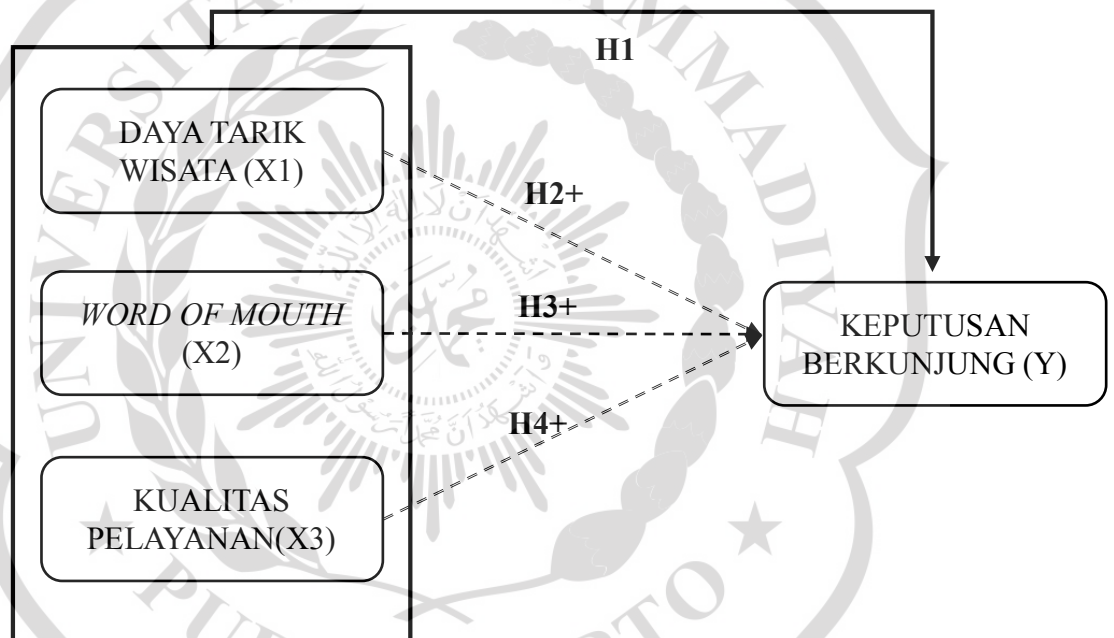 H1
DAYA TARIK
WISATA (X1)
H2+
WORD OF MOUTH
(X2)
H3+
KEPUTUSAN
BERKUNJUNG (Y)
H4+
KUALITAS
PELAYANAN(X3)